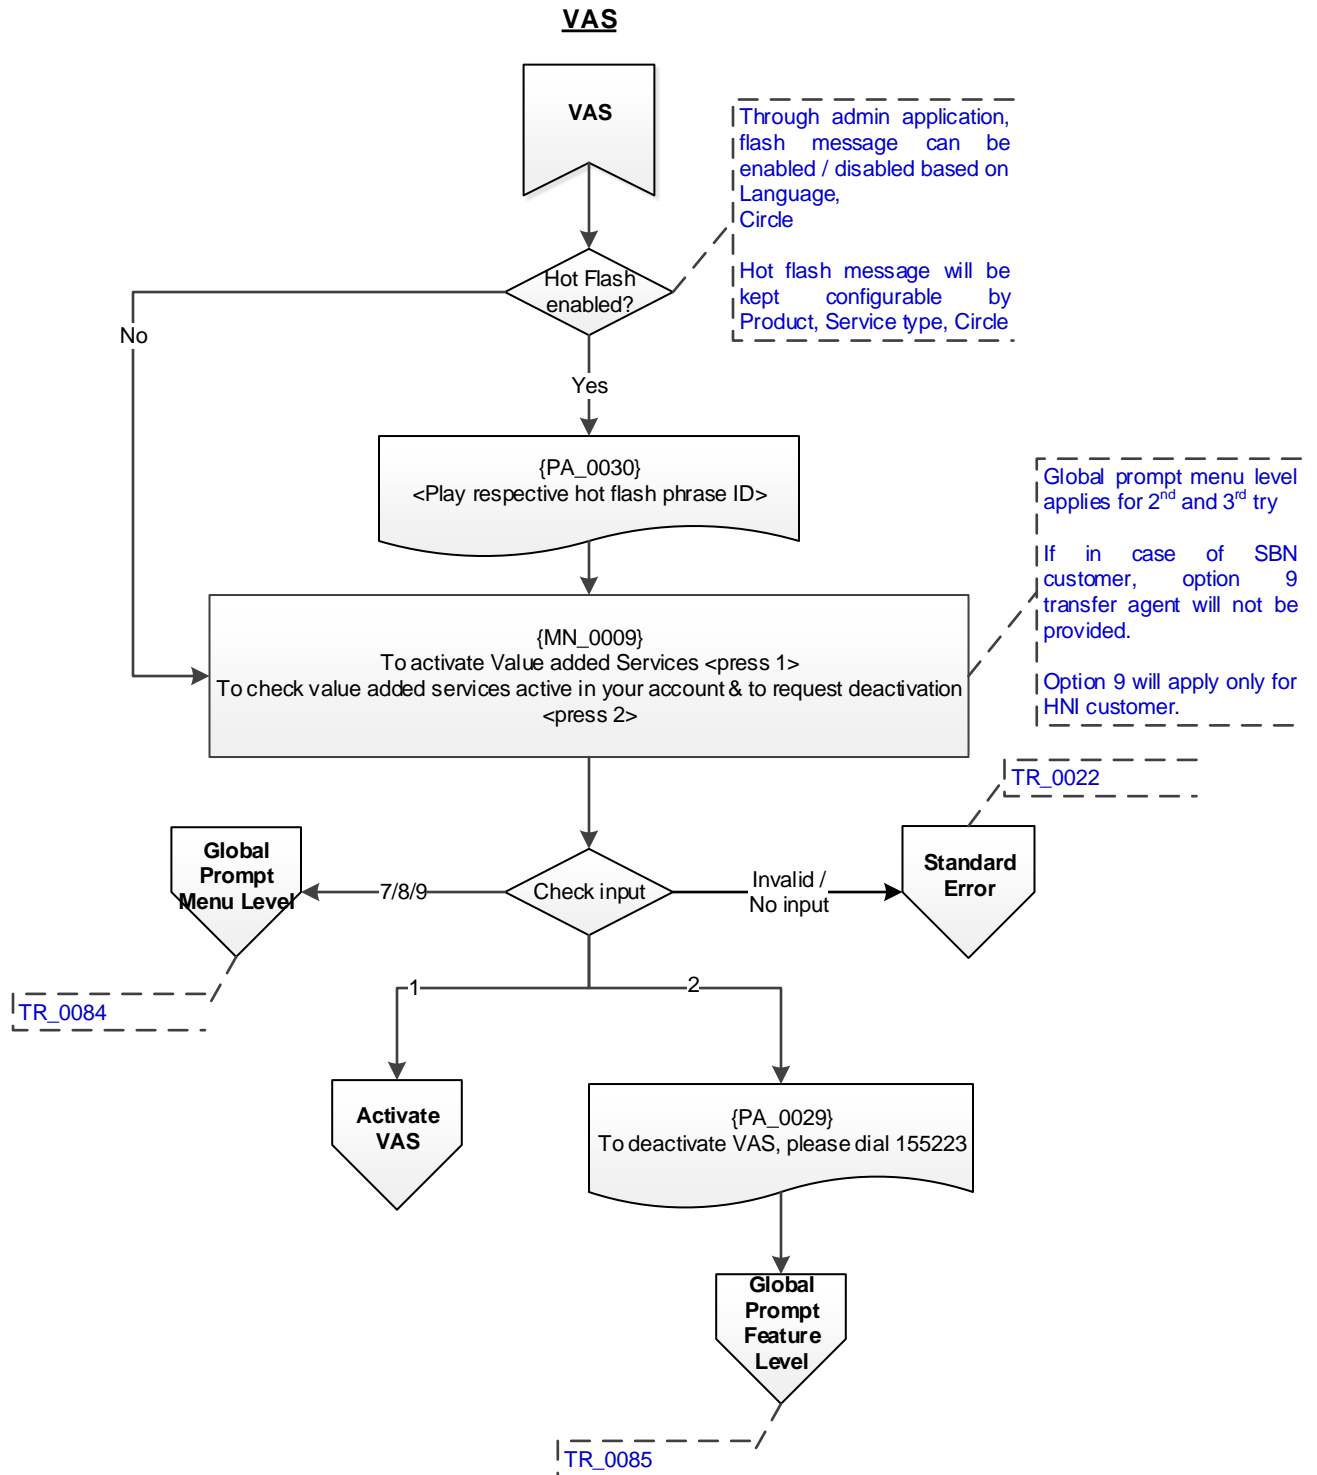 VAS
VAS
Through admin application,
flash message can be
enabled / disabled based on
Language,
Circle
Hot flash message will be
kept configurable by
Product, Service type, Circle
Hot Flash
enabled?
No
Yes
{PA_0030}
<Play respective hot flash phrase ID>
Global prompt menu level
applies for 2nd and 3rd try
If in case of SBN
customer, option 9
transfer agent will not be
provided.
Option 9 will apply only for
HNI customer.
{MN_0009}
To activate Value added Services <press 1>
To check value added services active in your account & to request deactivation
<press 2>
TR_0022
Global
Prompt
Menu Level
7/8/9
Check input
Invalid /
No input
Standard
Error
TR_0084
1
2
Activate
VAS
{PA_0029}
To deactivate VAS, please dial 155223
Global
Prompt
Feature
Level
TR_0085